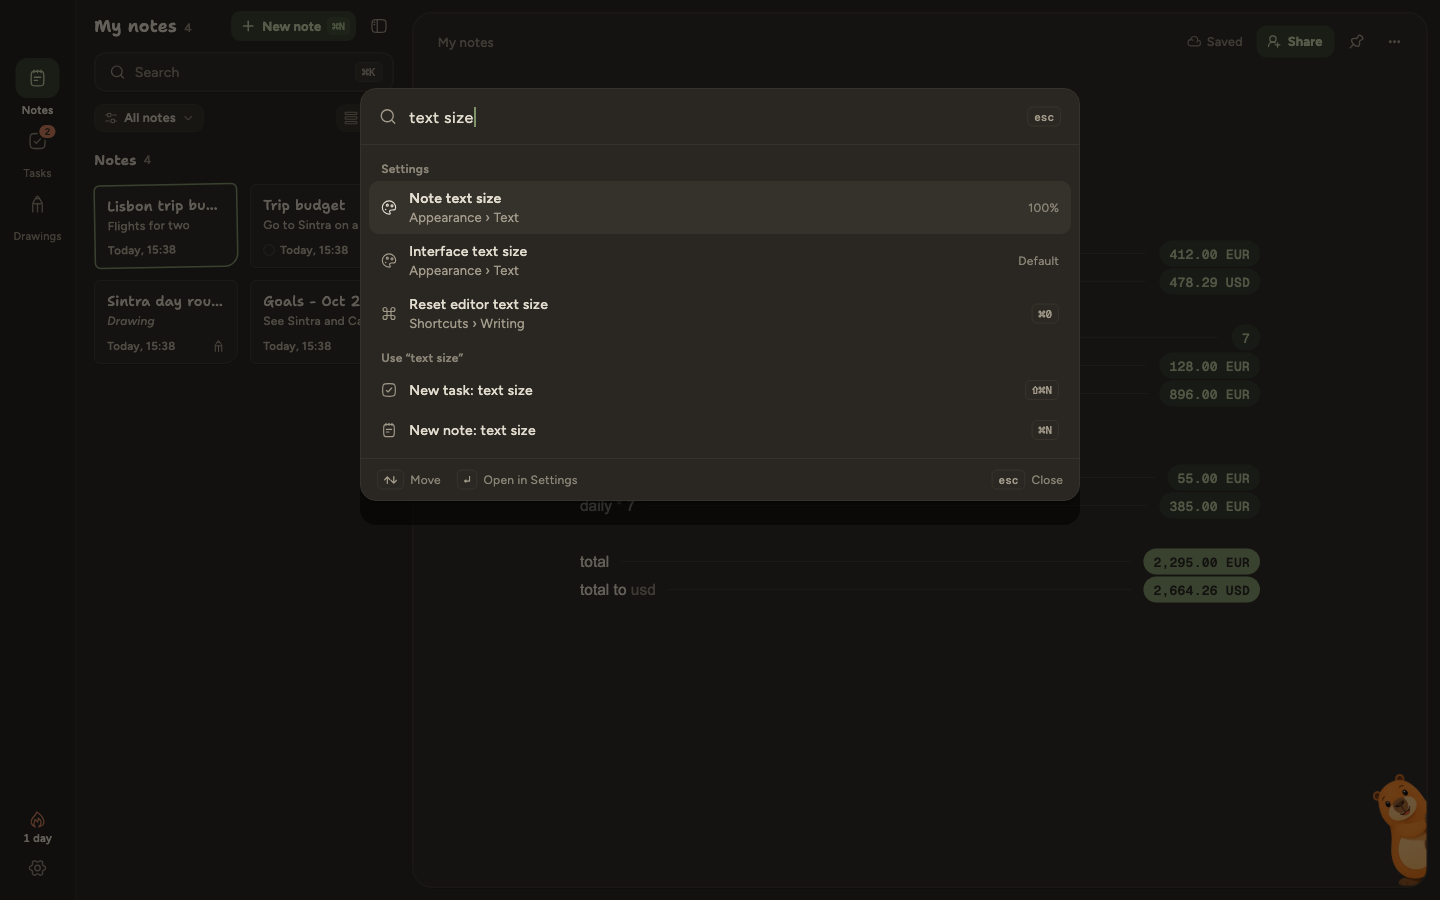 My notes 4
New note ⌘N
Search ⌘K
All notes
Notes 4
Lisbon trip bu...
Flights for two
Today, 15:38
Trip budget
Go to Sintra on a
Today, 15:38
Sintra day rou...
Drawing
Today, 15:38
Goals - Oct 2
See Sintra and Ca
Today, 15:38
Notes
2
Tasks
Drawings
1 day
My notes
Saved
Share
text size
esc
Settings
Note text size
Appearance › Text
100%
Interface text size
Appearance › Text
Default
Reset editor text size
Shortcuts › Writing
⌘0
Use “text size”
New task: text size
⇧⌘N
New note: text size
⌘N
Move
Open in Settings
esc Close
412.00 EUR
478.29 USD
7
128.00 EUR
896.00 EUR
55.00 EUR
daily * 7 385.00 EUR
total 2,295.00 EUR
total to usd 2,664.26 USD